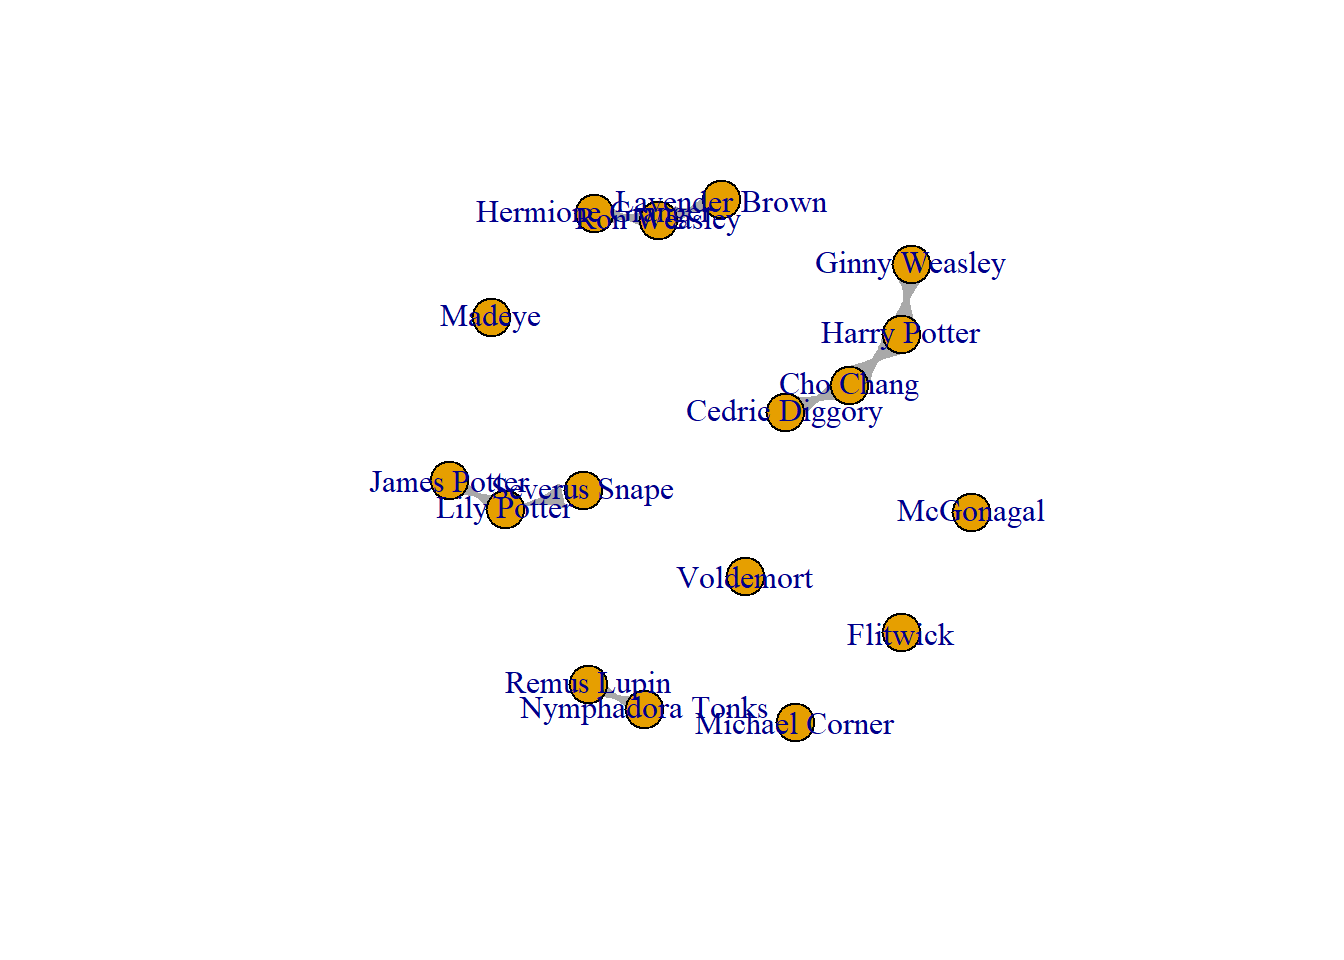 Lavender Brown
Hermione Granger
Ron Weasley
Ginny Weasley
Madeye
Harry Potter
Cho Chang
Cedric Diggory
James Potter
Severus Snape
Lily Potter
McGonagal
Voldemort
Flitwick
Remus Lupin
Nymphadora Tonks
Michael Corner